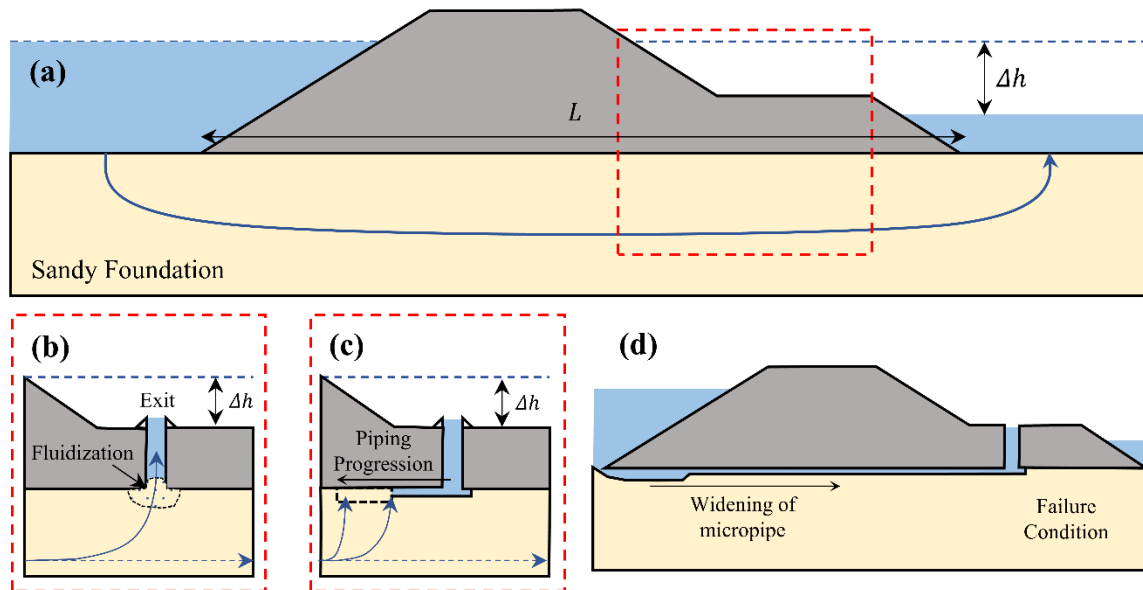 (a)
Δh
L
Sandy Foundation
(b)
Exit
Δh
Fluidization
(c)
Δh
Piping
Progression
(d)
Widening of
micropipe
Failure
Condition